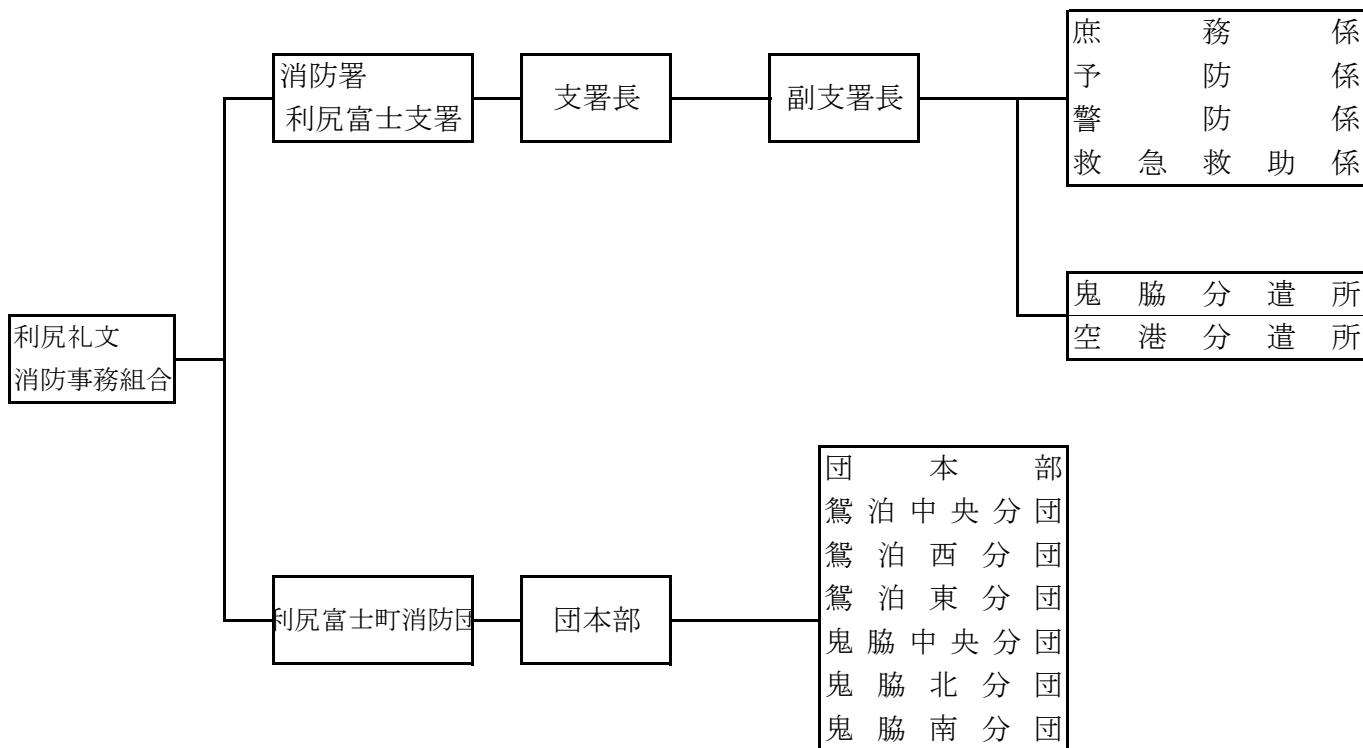 消防署
利尻富士支署
支署長
副支署長
庶務係
予防係
警防係
救急救助係
鬼脇分遣所
空港分遣所
利尻礼文
消防事務組合
利尻富士町消防団
団本部
団本部
鴛泊中央分団
鴛泊西分団
鴛泊東分団
鬼脇中央分団
鬼脇北分団
鬼脇南分団